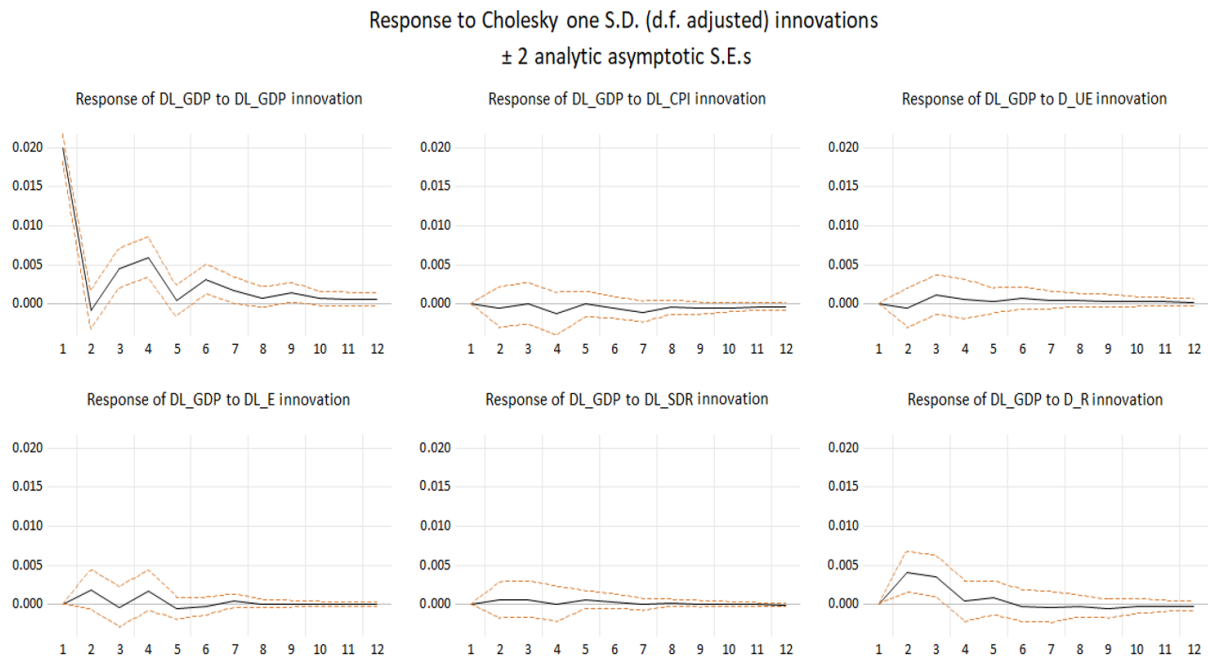 Response to Cholesky one S.D. (d.f. adjusted) innovations
± 2 analytic asymptotic S.E.s
Response of DL_GDP to DL_GDP innovation
0.020
0.015
0.010
0.005
0.000
1 2 3 4 5 6 7 8 9 10 11 12
Response of DL_GDP to DL_CPI innovation
0.020
0.015
0.010
0.005
0.000
1 2 3 4 5 6 7 8 9 10 11 12
Response of DL_GDP to D_UE innovation
0.020
0.015
0.010
0.005
0.000
1 2 3 4 5 6 7 8 9 10 11 12
Response of DL_GDP to DL_E innovation
0.020
0.015
0.010
0.005
0.000
1 2 3 4 5 6 7 8 9 10 11 12
Response of DL_GDP to DL_SDR innovation
0.020
0.015
0.010
0.005
0.000
1 2 3 4 5 6 7 8 9 10 11 12
Response of DL_GDP to D_R innovation
0.020
0.015
0.010
0.005
0.000
1 2 3 4 5 6 7 8 9 10 11 12